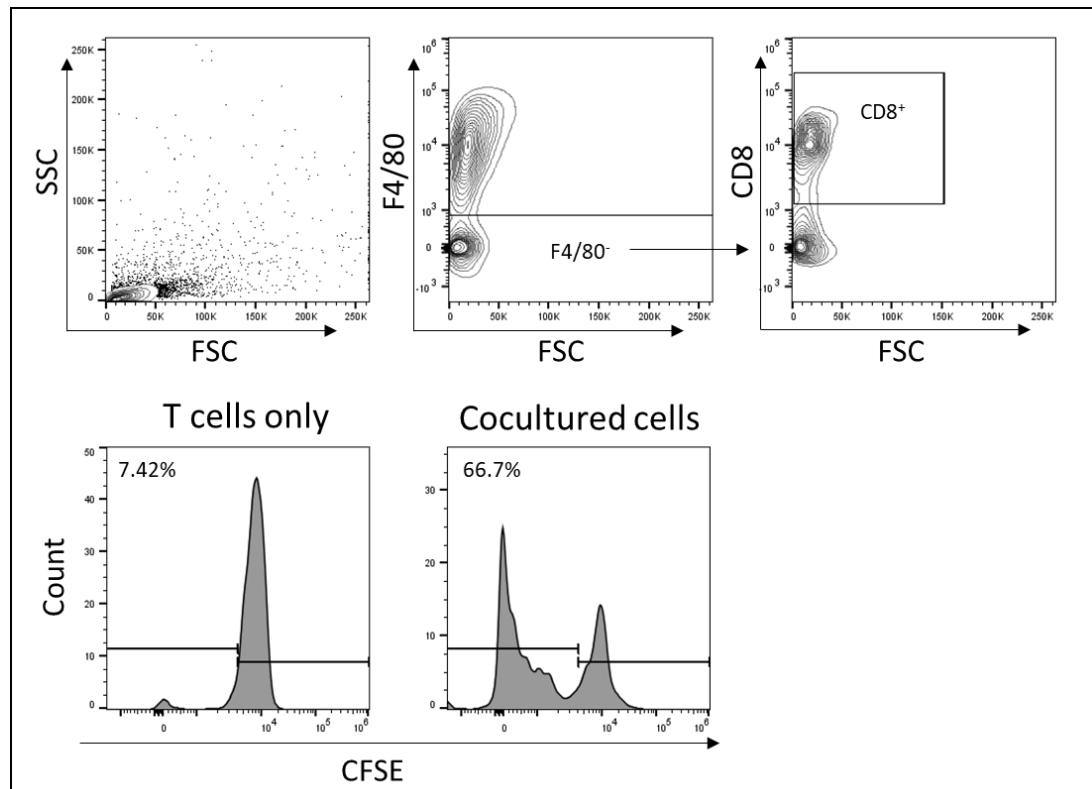 SSC
250K
200K
150K
100K
50K
0
0 50K 100K 150K 200K 250K
FSC
F4/80
10⁶
10⁵
10⁴
10³
0
-10³
F4/80⁻
0 50K 100K 150K 200K 250K
FSC
CD8
10⁶
10⁵
10⁴
10³
0
-10³
CD8⁺
0 50K 100K 150K 200K 250K
FSC
T cells only
Count
50
40
30
20
10
0
7.42%
0 10⁴ 10⁵ 10⁶
Cocultured cells
30
20
10
0
66.7%
0 10⁴ 10⁵ 10⁶
CFSE